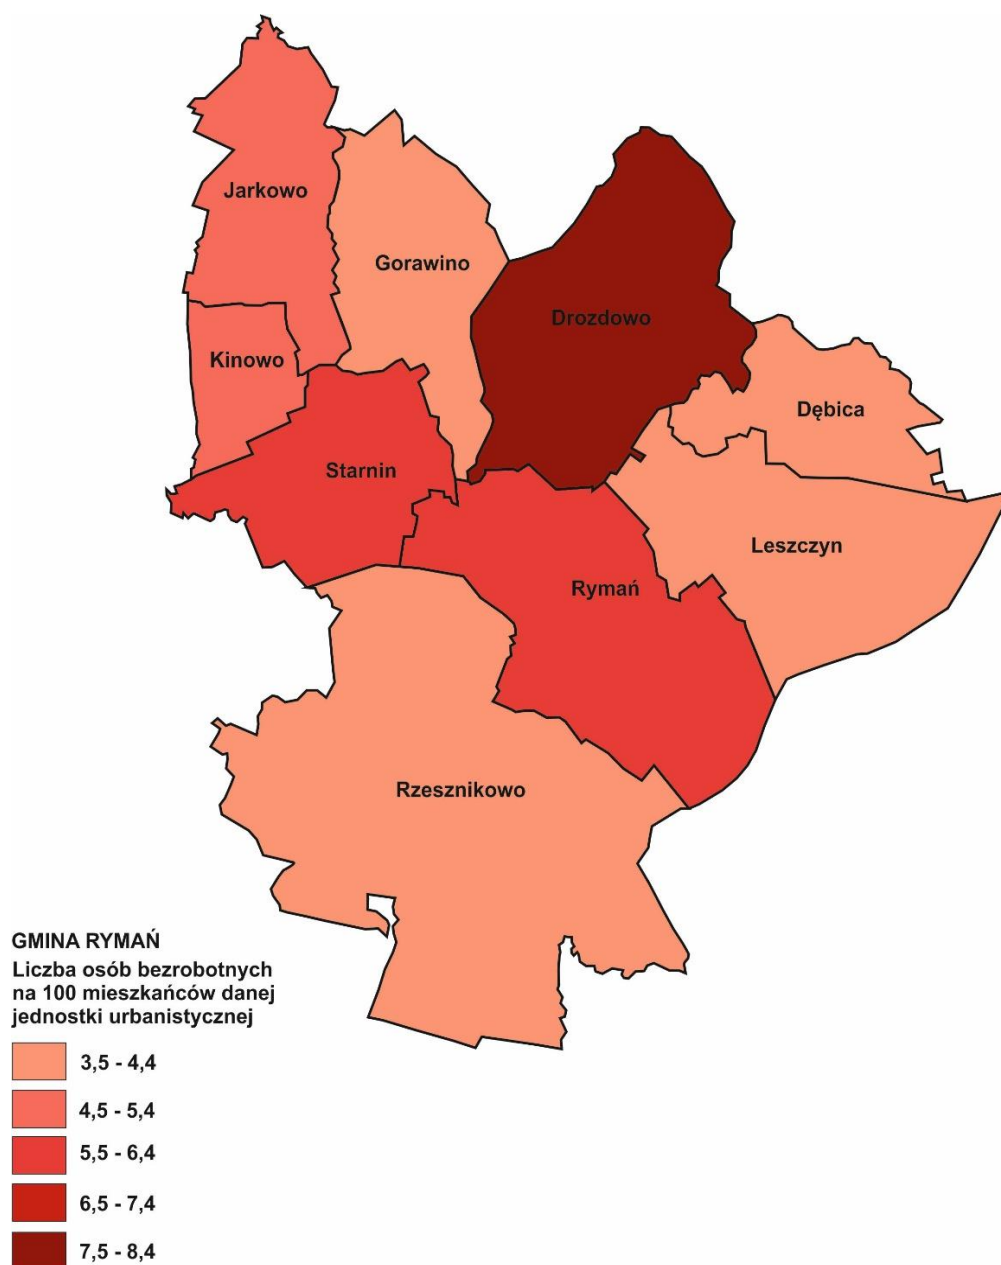 Jarkowo
Gorawino
Drozdowo
Kinowo
Dębica
Starnin
Leszczyn
Rymań
Rzesznikowo
GMINA RYMAŃ
Liczba osób bezrobotnych
na 100 mieszkańców danej
jednostki urbanistycznej
3,5 - 4,4
4,5 - 5,4
5,5 - 6,4
6,5 - 7,4
7,5 - 8,4